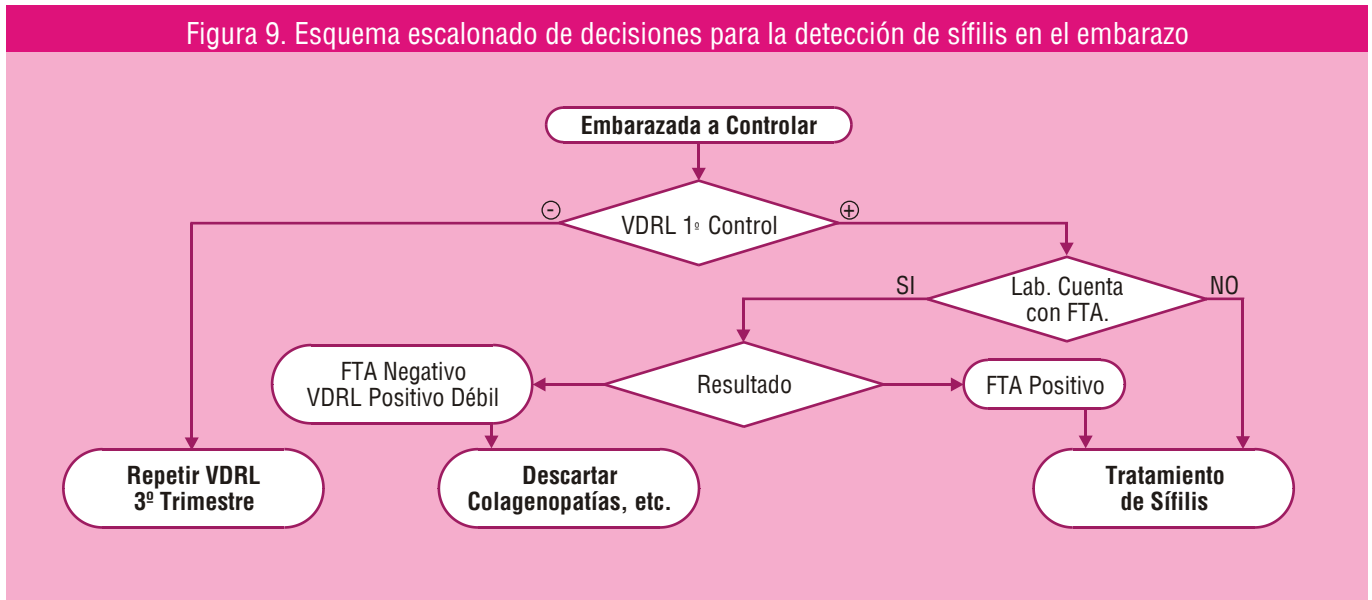 Figura 9. Esquema escalonado de decisiones para la detección de sífilis en el embarazo
Embarazada a Controlar
-
VDRL 1º Control
+
SI
Lab. Cuenta
con FTA.
NO
FTA Negativo
VDRL Positivo Débil
Resultado
FTA Positivo
Repetir VDRL
3º Trimestre
Descartar
Colagenopatías, etc.
Tratamiento
de Sífilis